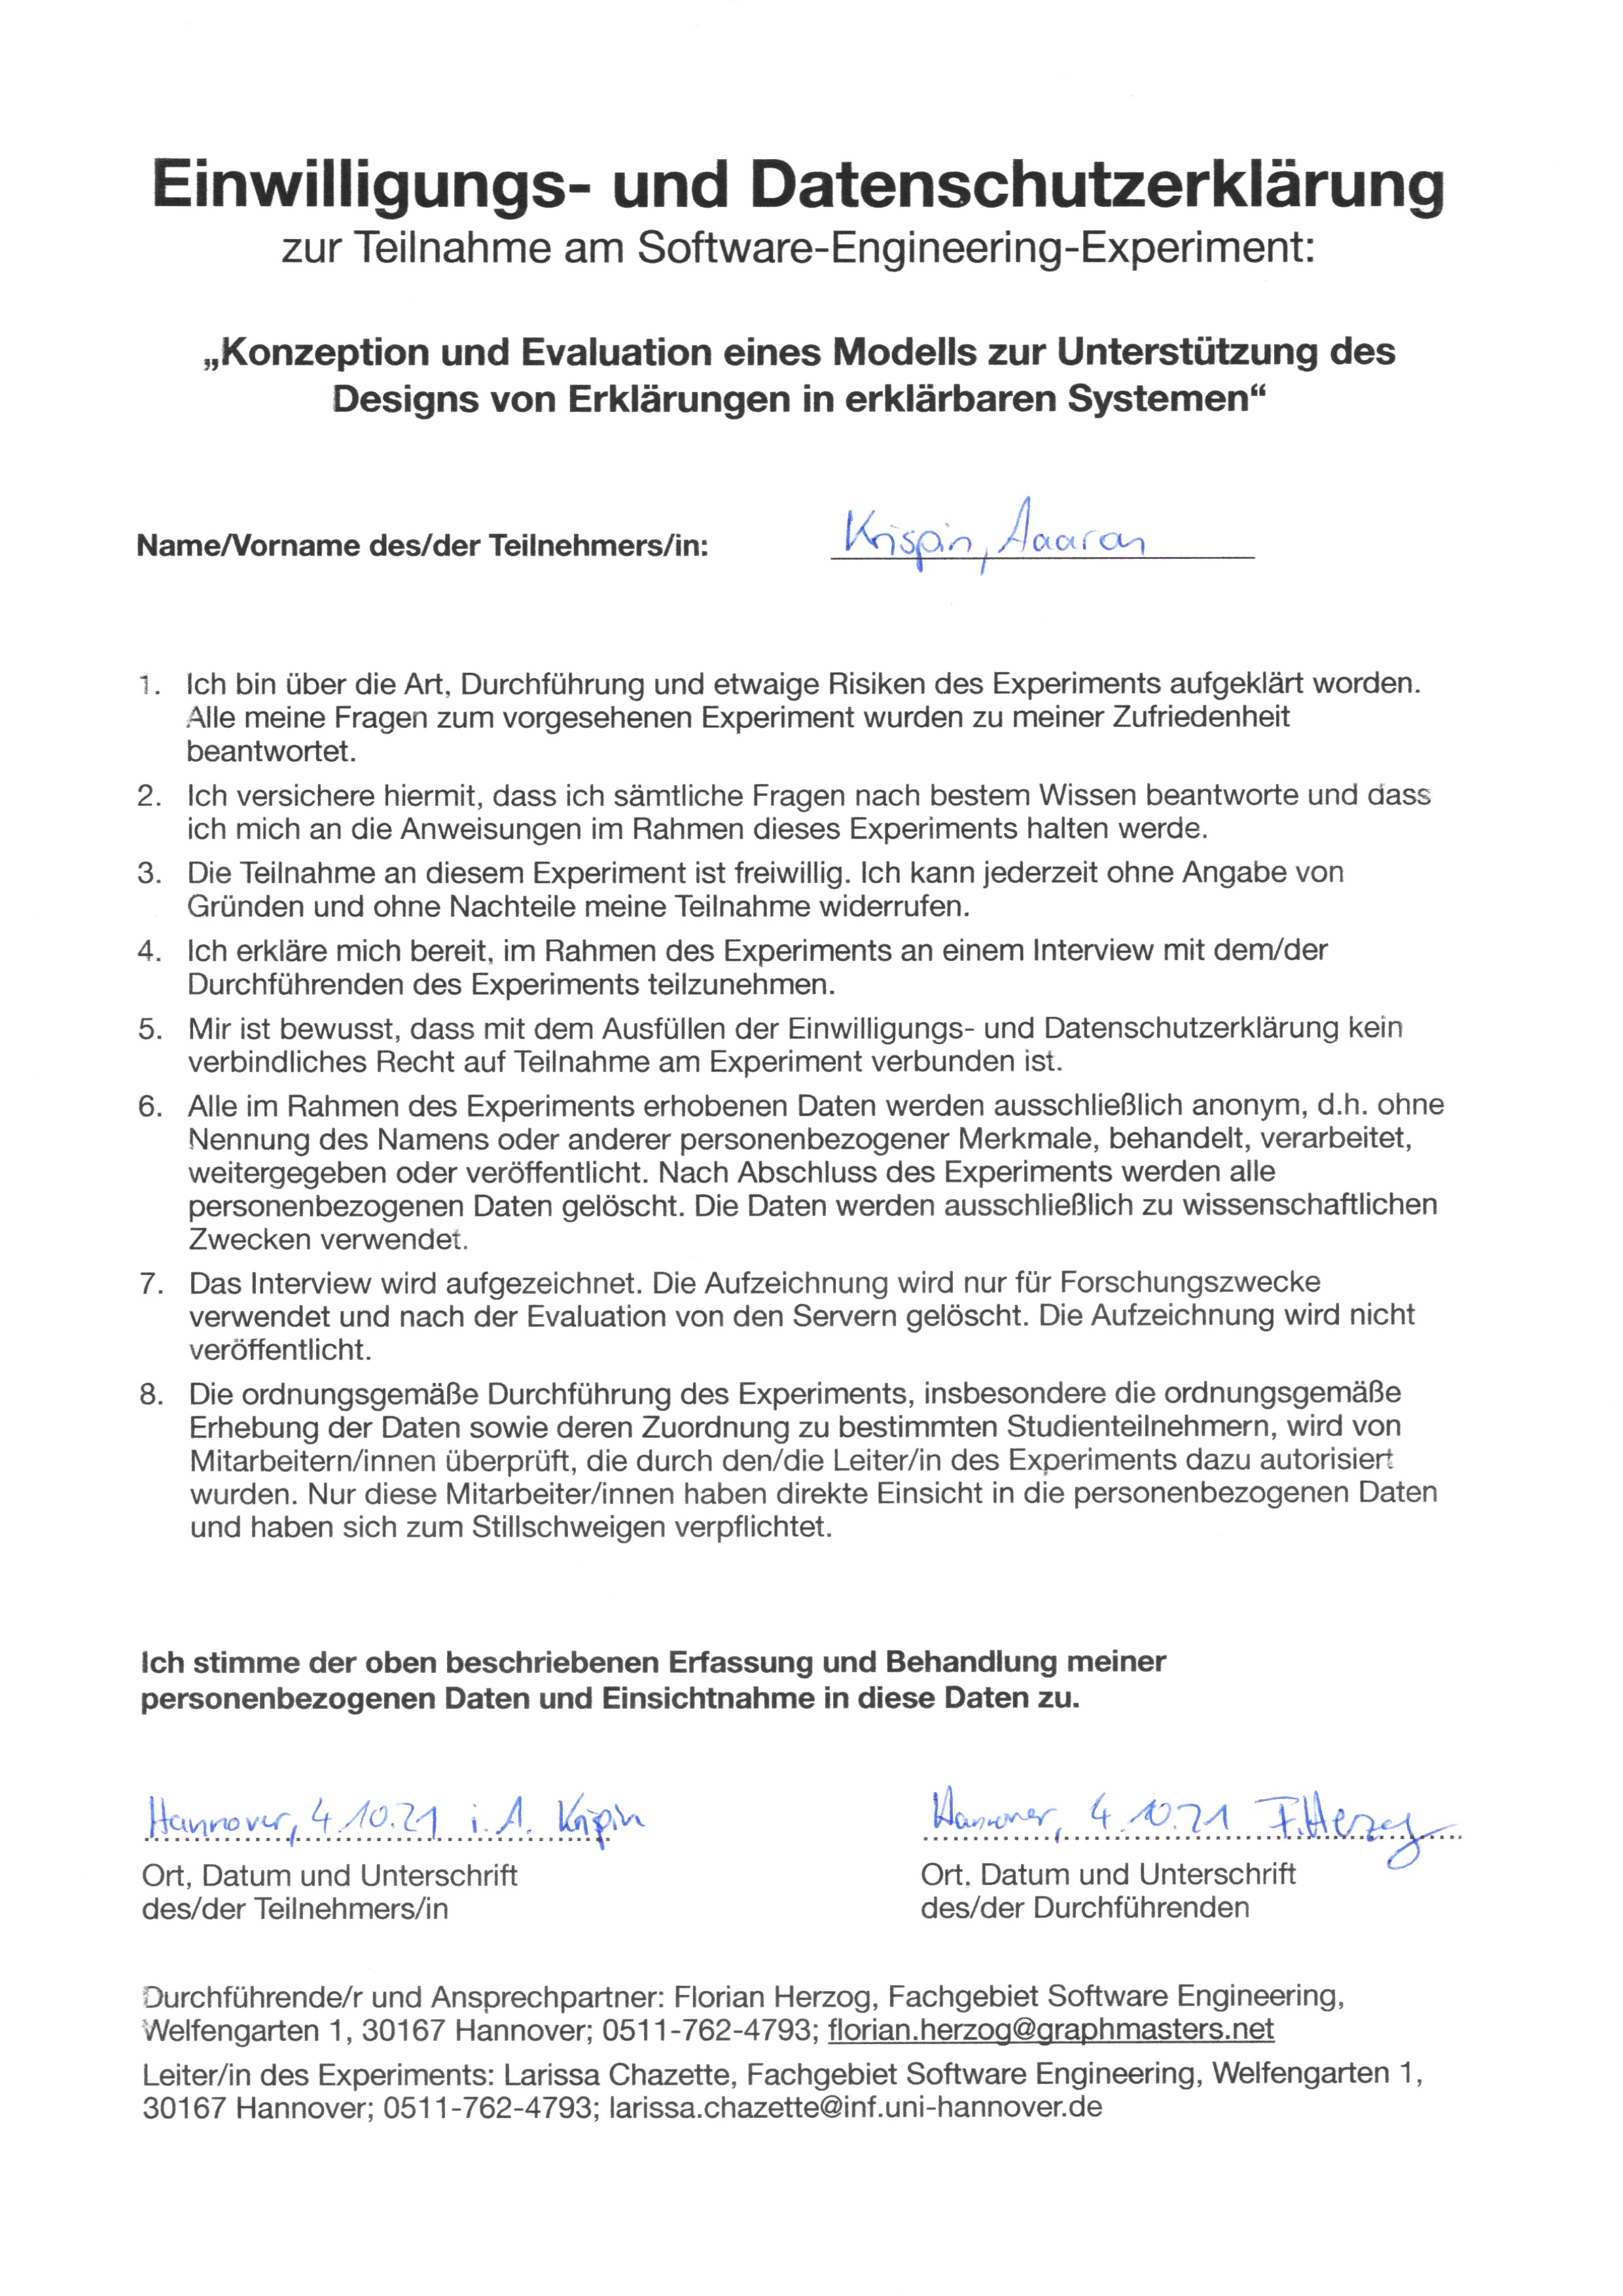 Einwilligungs- und Datenschutzerklärung
zur Teilnahme am Software-Engineering-Experiment:
„Konzeption und Evaluation eines Modells zur Unterstützung des
Designs von Erklärungen in erklärbaren Systemen“
Name/Vorname des/der Teilnehmers/in: Krispin, Aaaron
1. Ich bin über die Art, Durchführung und etwaige Risiken des Experiments aufgeklärt worden.
Alle meine Fragen zum vorgesehenen Experiment wurden zu meiner Zufriedenheit
beantwortet.
2. Ich versichere hiermit, dass ich sämtliche Fragen nach bestem Wissen beantworte und dass
ich mich an die Anweisungen im Rahmen dieses Experiments halten werde.
3. Die Teilnahme an diesem Experiment ist freiwillig. Ich kann jederzeit ohne Angabe von
Gründen und ohne Nachteile meine Teilnahme widerrufen.
4. Ich erkläre mich bereit, im Rahmen des Experiments an einem Interview mit dem/der
Durchführenden des Experiments teilzunehmen.
5. Mir ist bewusst, dass mit dem Ausfüllen der Einwilligungs- und Datenschutzerklärung kein
verbindliches Recht auf Teilnahme am Experiment verbunden ist.
6. Alle im Rahmen des Experiments erhobenen Daten werden ausschließlich anonym, d.h. ohne
Nennung des Namens oder anderer personenbezogener Merkmale, behandelt, verarbeitet,
weitergegeben oder veröffentlicht. Nach Abschluss des Experiments werden alle
personenbezogenen Daten gelöscht. Die Daten werden ausschließlich zu wissenschaftlichen
Zwecken verwendet.
7. Das Interview wird aufgezeichnet. Die Aufzeichnung wird nur für Forschungszwecke
verwendet und nach der Evaluation von den Servern gelöscht. Die Aufzeichnung wird nicht
veröffentlicht.
8. Die ordnungsgemäße Durchführung des Experiments, insbesondere die ordnungsgemäße
Erhebung der Daten sowie deren Zuordnung zu bestimmten Studienteilnehmern, wird von
Mitarbeitern/innen überprüft, die durch den/die Leiter/in des Experiments dazu autorisiert
wurden. Nur diese Mitarbeiter/innen haben direkte Einsicht in die personenbezogenen Daten
und haben sich zum Stillschweigen verpflichtet.
Ich stimme der oben beschriebenen Erfassung und Behandlung meiner
personenbezogenen Daten und Einsichtnahme in diese Daten zu.
Hannover, 4.10.21 i.A. Krispin
Ort, Datum und Unterschrift
des/der Teilnehmers/in
Hannover, 4.10.21 F. Herzog
Ort, Datum und Unterschrift
des/der Durchführenden
Durchführende/r und Ansprechpartner: Florian Herzog, Fachgebiet Software Engineering,
Welfengarten 1, 30167 Hannover; 0511-762-4793; florian.herzog@graphmasters.net
Leiter/in des Experiments: Larissa Chazette, Fachgebiet Software Engineering, Welfengarten 1,
30167 Hannover; 0511-762-4793; larissa.chazette@inf.uni-hannover.de